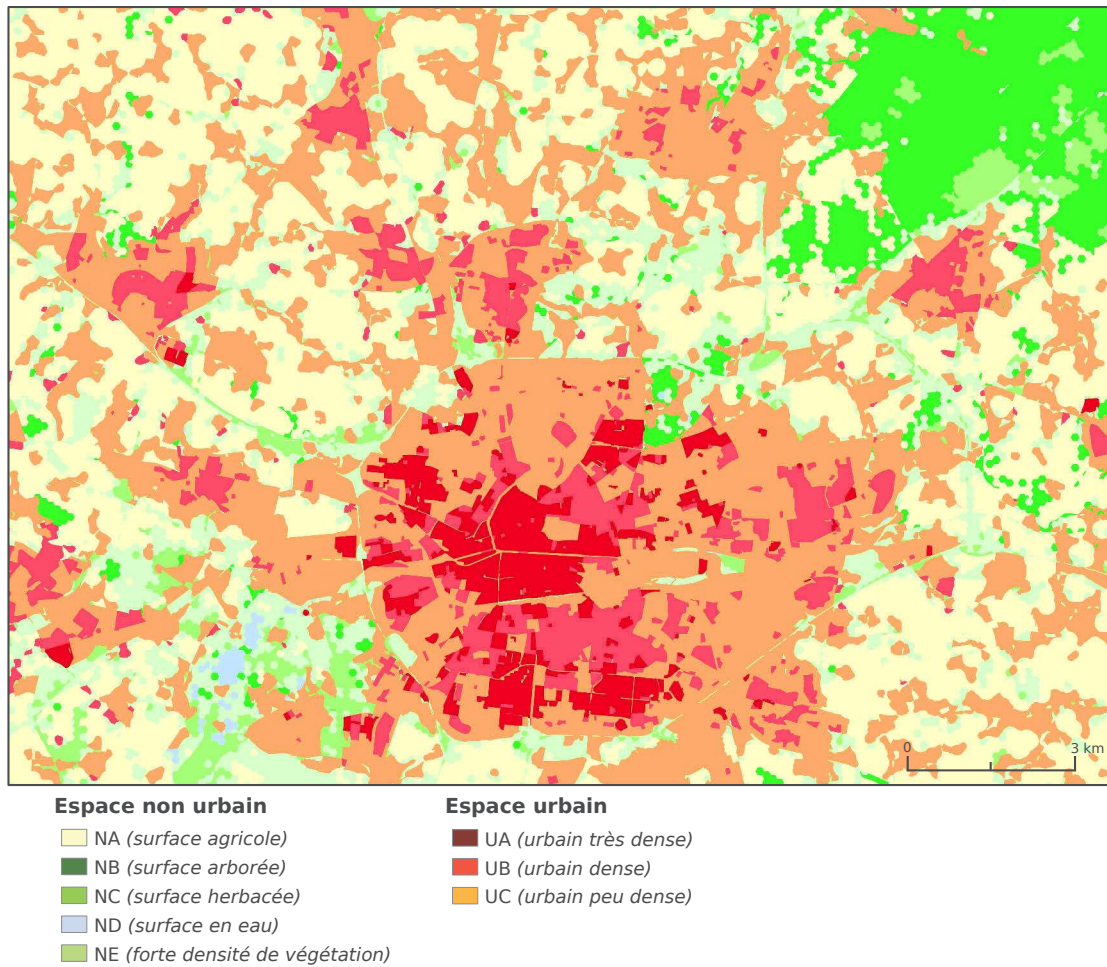 0
3 km
Espace non urbain
NA (surface agricole)
NB (surface arborée)
NC (surface herbacée)
ND (surface en eau)
NE (forte densité de végétation)
Espace urbain
UA (urbain très dense)
UB (urbain dense)
UC (urbain peu dense)